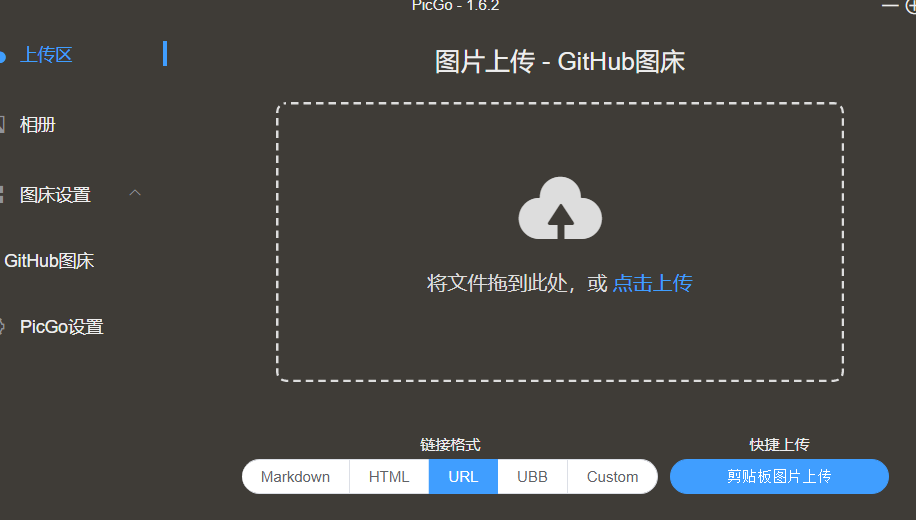 PicGo - 1.6.2
上传区
相册
图床设置
GitHub图床
PicGo设置
图片上传 - GitHub图床
将文件拖到此处，或 点击上传
链接格式
Markdown HTML URL UBB Custom
快捷上传
剪贴板图片上传